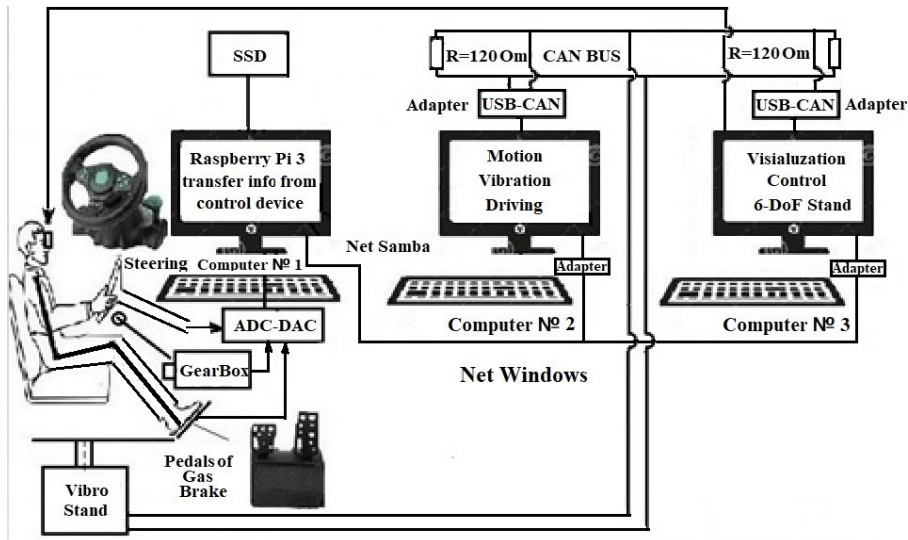 SSD
R=120 Om
CAN BUS
R=120 Om
Adapter
USB-CAN
USB-CAN
Adapter
Raspberry Pi 3
transfer info from
control device
Motion
Vibration
Driving
Visialuzation
Control
6-DoF Stand
Net Samba
Steering
Computer № 1
Adapter
Adapter
ADC-DAC
Computer № 2
Computer № 3
GearBox
Net Windows
Pedals of
Gas
Brake
Vibro
Stand